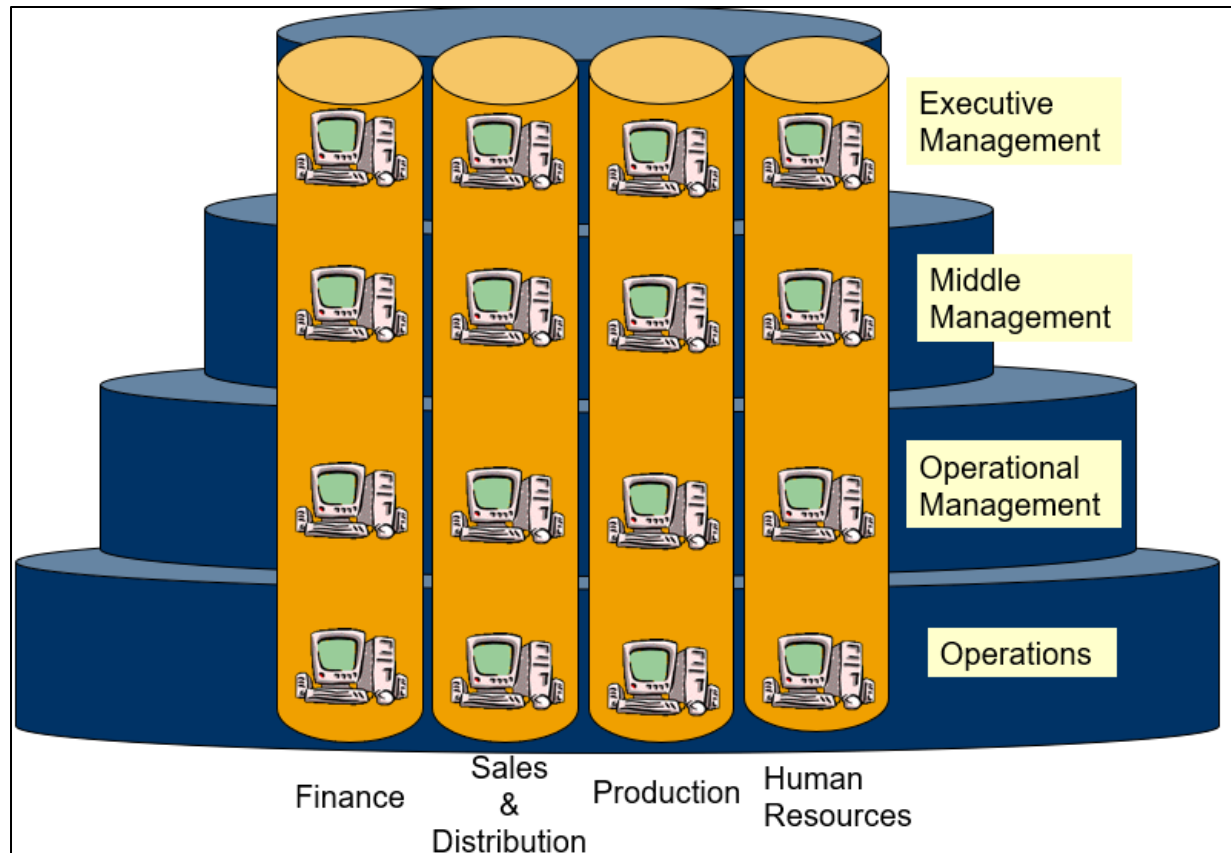 Executive
Management
Middle
Management
Operational
Management
Operations
Finance
Sales
&
Distribution
Production
Human
Resources